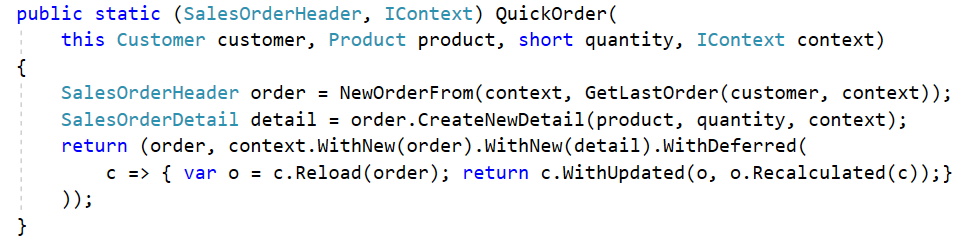 public static (SalesOrderHeader, IContext) QuickOrder(
    this Customer customer, Product product, short quantity, IContext context)
{
    SalesOrderHeader order = NewOrderFrom(context, GetLastOrder(customer, context));
    SalesOrderDetail detail = order.CreateNewDetail(product, quantity, context);
    return (order, context.WithNew(order).WithNew(detail).WithDeferred(
        c => { var o = c.Reload(order); return c.WithUpdated(o, o.Recalculated(c));}
    ));
}